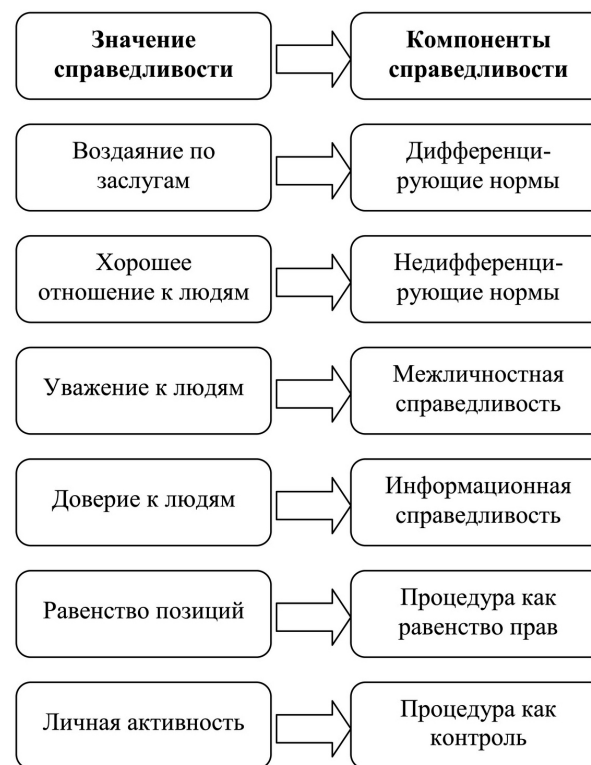 Значение
справедливости
Компоненты
справедливости
Воздаяние по
заслугам
Дифференци-
рующие нормы
Хорошее
отношение к людям
Недифференци-
рующие нормы
Уважение к людям
Межличностная
справедливость
Доверие к людям
Информационная
справедливость
Равенство позиций
Процедура как
равенство прав
Личная активность
Процедура как
контроль